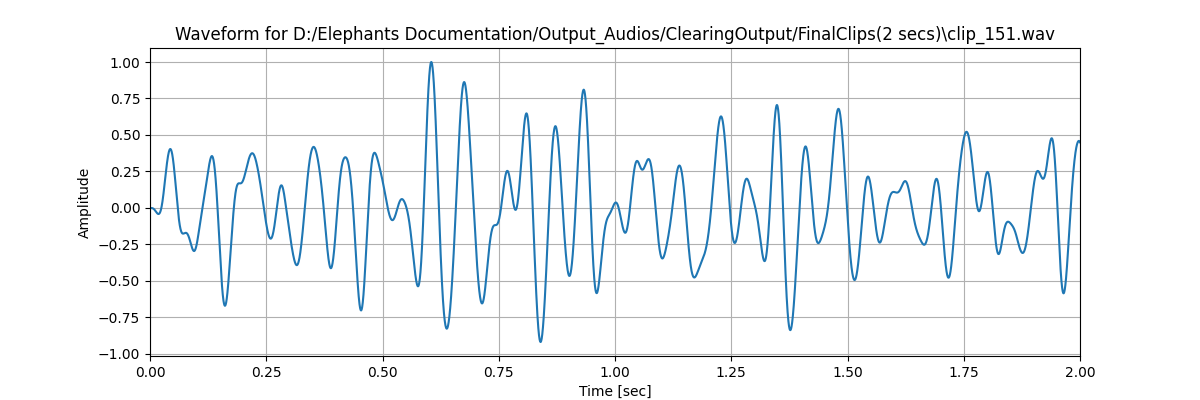 Waveform for D:/Elephants Documentation/Output_Audios/ClearingOutput/FinalClips(2 secs)\clip_151.wav
Amplitude
1.00
0.75
0.50
0.25
0.00
−0.25
−0.50
−0.75
−1.00
0.00 0.25 0.50 0.75 1.00 1.25 1.50 1.75 2.00
Time [sec]